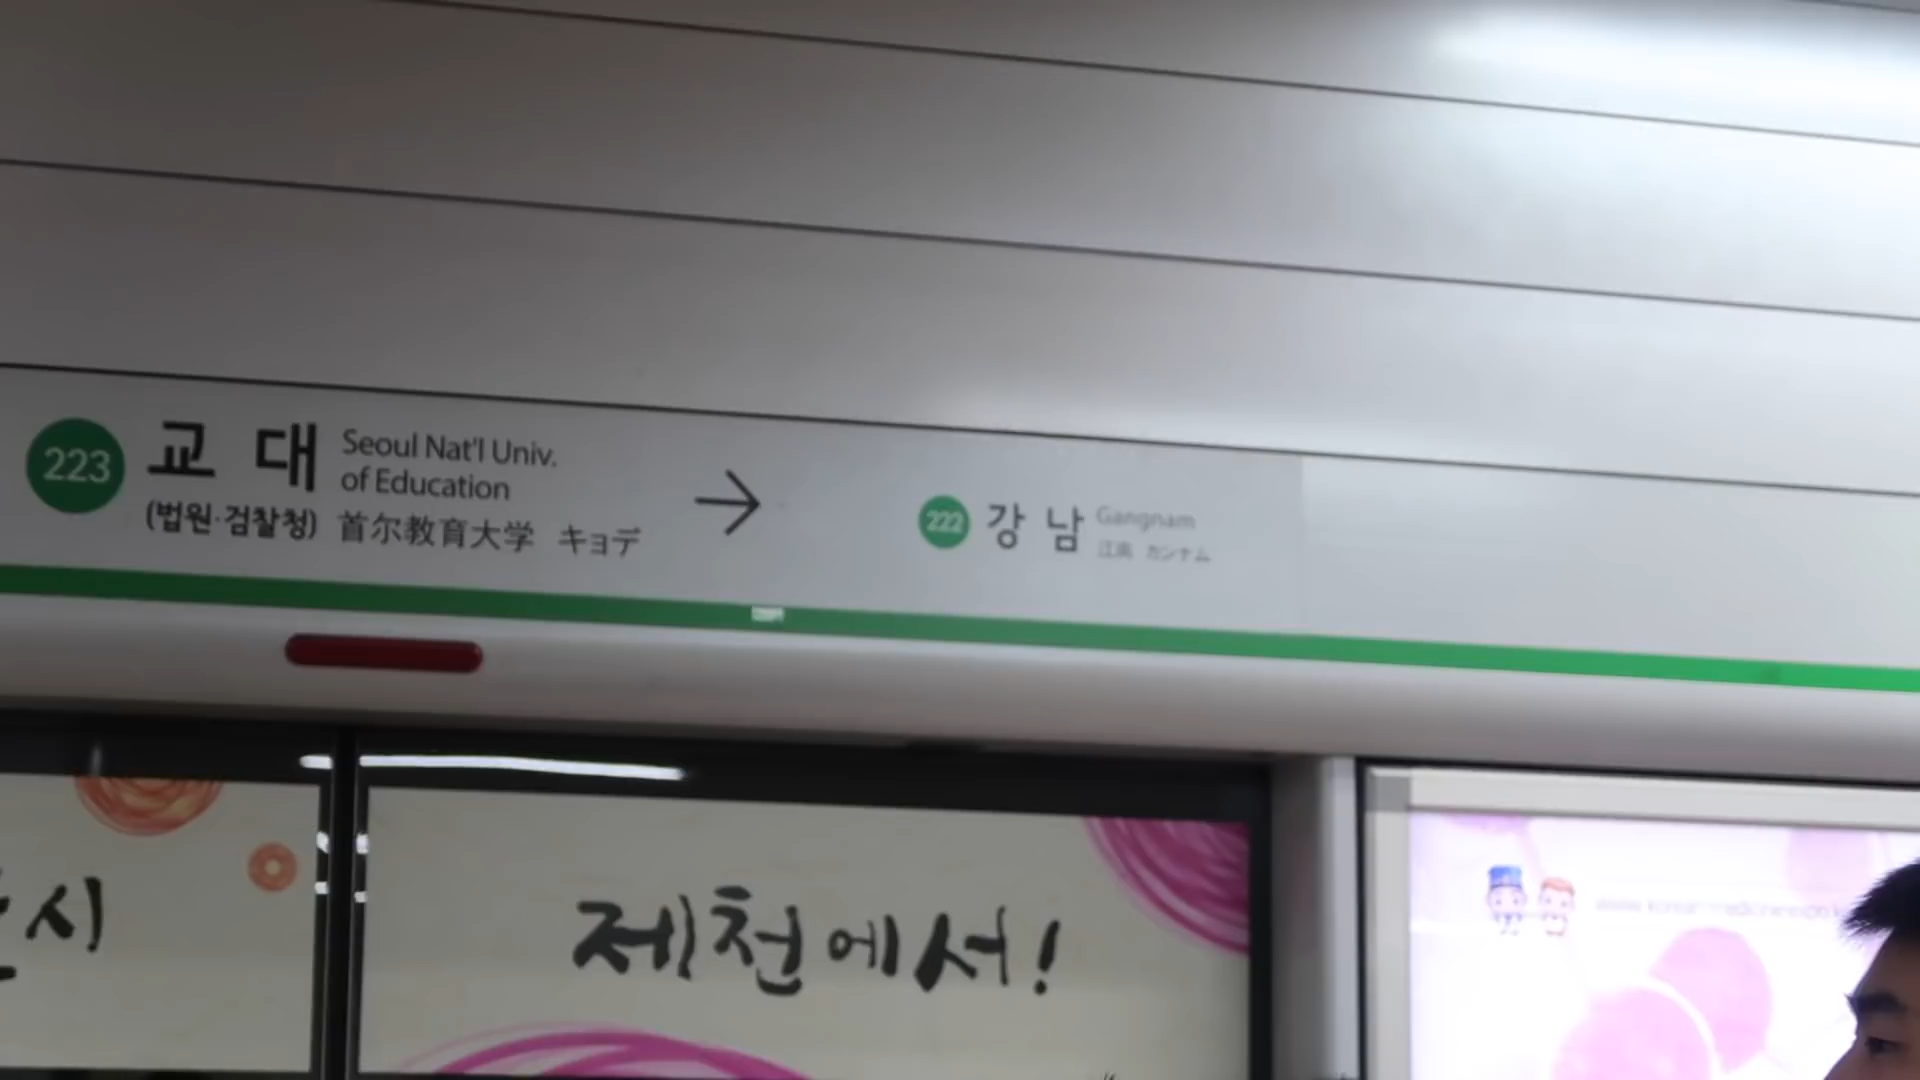 223 교 대 Seoul Nat'l Univ.
of Education
(법원·검찰청) 首尔教育大学 キョデ
→ 222 강 남 Gangnam
江南 カンナム
시
제천에서!